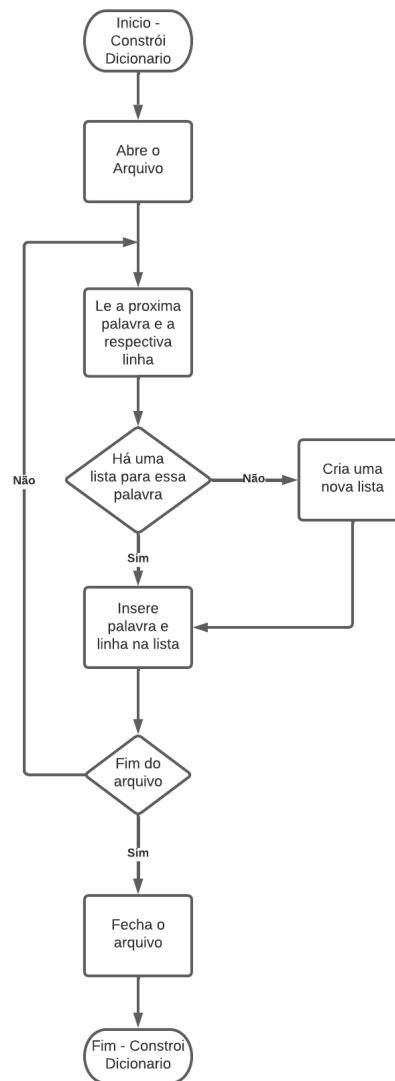 Inicio -
Constrói
Dicionario
Abre o
Arquivo
Le a proxima
palavra e a
respectiva
linha
Há uma
lista para essa
palavra
Não
Cria uma
nova lista
Não
Sim
Insere
palavra e
linha na lista
Fim do
arquivo
Sim
Fecha o
arquivo
Fim - Constroi
Dicionario